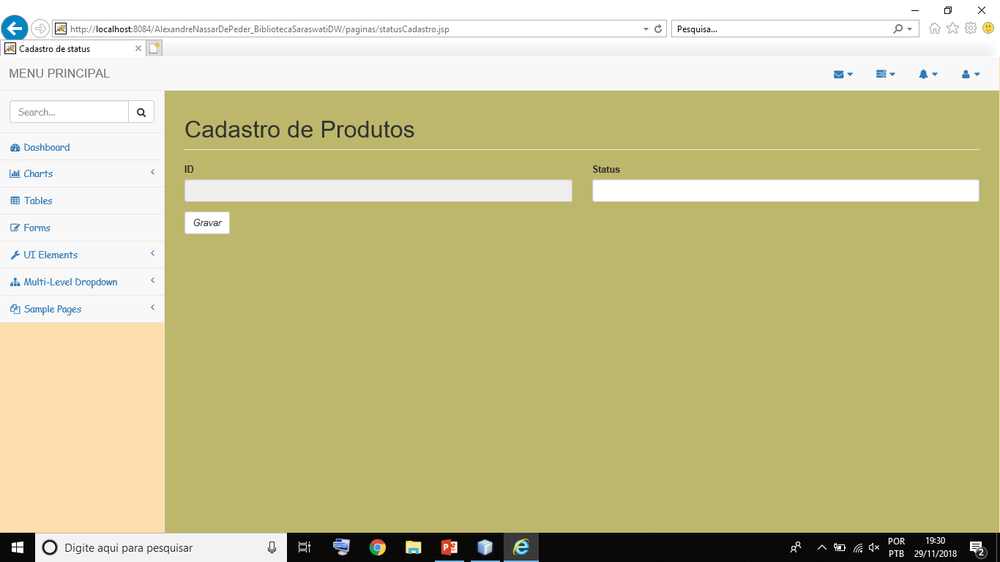 http://localhost:8084/AlexandreNassarDePeder_BibliotecaSaraswatiDW/paginas/statusCadastro.jsp
Pesquisa...
Cadastro de status
MENU PRINCIPAL
Search...
Dashboard
Charts
Tables
Forms
UI Elements
Multi-Level Dropdown
Sample Pages
Cadastro de Produtos
ID
Status
Gravar
Digite aqui para pesquisar
POR
PTB
19:30
29/11/2018
2